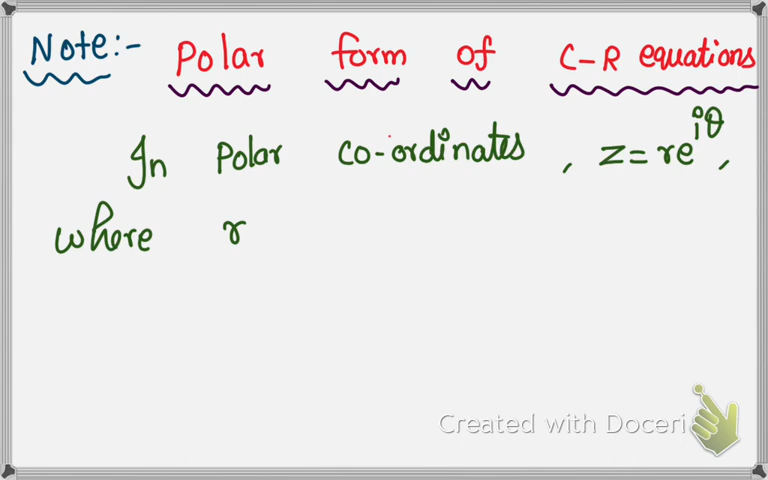 Note:- Polar form of C-R equations
In Polar co-ordinates, z=re^iθ,
where r
Created with Doceri